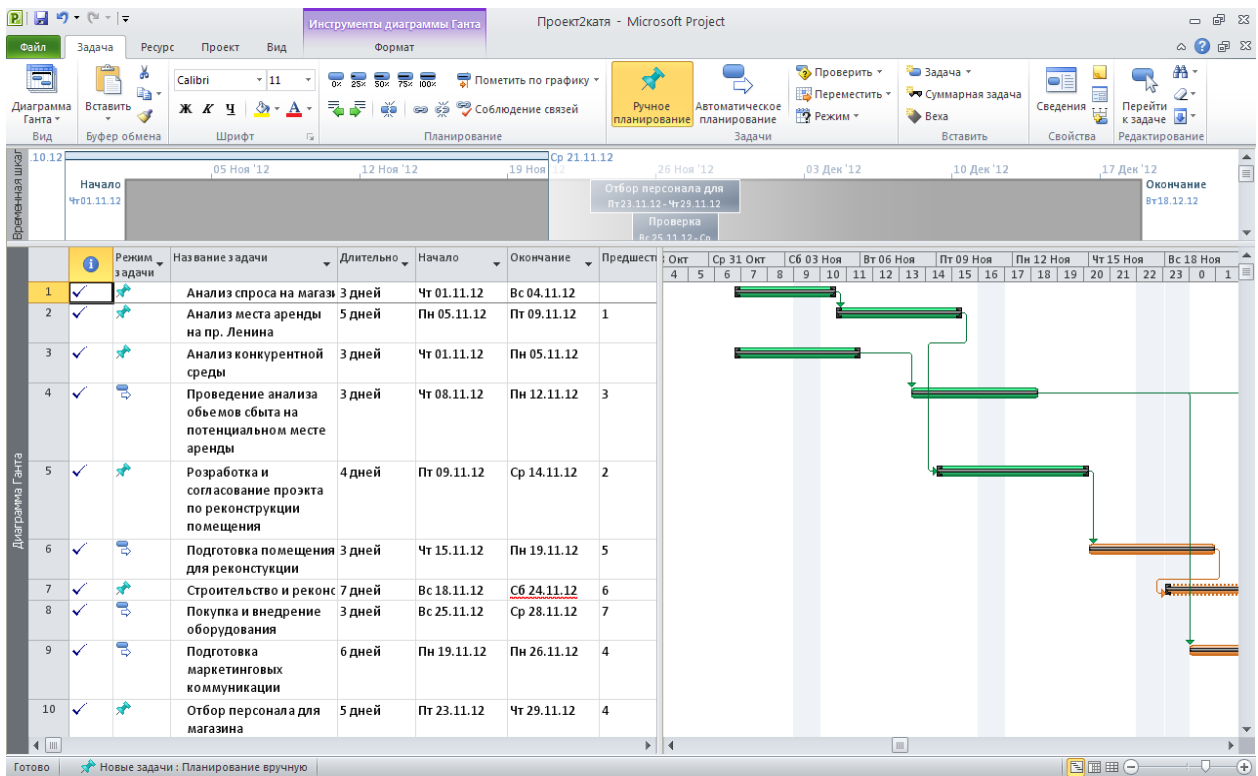 Инструменты диаграммы Ганта
Проект2катя - Microsoft Project
Файл Задача Ресурс Проект Вид Формат
Calibri 11
0% 25% 50% 75% 100%
Пометить по графику
Проверить
Задача
Переместить
Суммарная задача
Диаграмма Ганта
Вставить
Ж К Ч А
Соблюдение связей
Ручное планирование
Автоматическое планирование
Режим
Веха
Сведения
Перейти к задаче
Вид Буфер обмена Шрифт Планирование Задачи Вставить Свойства Редактирование
Временная шкал
.10.12 Ср 21.11.12
05 Ноя '12 12 Ноя '12 19 Ноя '12 26 Ноя '12 03 Дек '12 10 Дек '12 17 Дек '12
Начало
Чт 01.11.12
Отбор персонала для
Пт 23.11.12 - Чт 29.11.12
Проверка
Вс 25.11.12 - Ср
Окончание
Вт 18.12.12
Режим задачи Название задачи Длительно Начало Окончание Предшест
Окт Ср 31 Окт Сб 03 Ноя Вт 06 Ноя Пт 09 Ноя Пн 12 Ноя Чт 15 Ноя Вс 18 Ноя
4 5 6 7 8 9 10 11 12 13 14 15 16 17 18 19 20 21 22 23 0 1
1 Анализ спроса на магази 3 дней Чт 01.11.12 Вс 04.11.12
2 Анализ места аренды 5 дней Пн 05.11.12 Пт 09.11.12 1
на пр. Ленина
3 Анализ конкурентной 3 дней Чт 01.11.12 Пн 05.11.12
среды
4 Проведение анализа 3 дней Чт 08.11.12 Пн 12.11.12 3
обьемов сбыта на
потенциальном месте
аренды
5 Розработка и 4 дней Пт 09.11.12 Ср 14.11.12 2
согласование проэкта
по реконструкции
помещения
6 Подготовка помещения 3 дней Чт 15.11.12 Пн 19.11.12 5
для реконстукции
7 Строительство и реконс 7 дней Вс 18.11.12 Сб 24.11.12 6
8 Покупка и внедрение 3 дней Вс 25.11.12 Ср 28.11.12 7
оборудования
9 Подготовка 6 дней Пн 19.11.12 Пн 26.11.12 4
маркетинговых
коммуникации
10 Отбор персонала для 5 дней Пт 23.11.12 Чт 29.11.12 4
магазина
Диаграмма Ганта
Готово Новые задачи : Планирование вручную